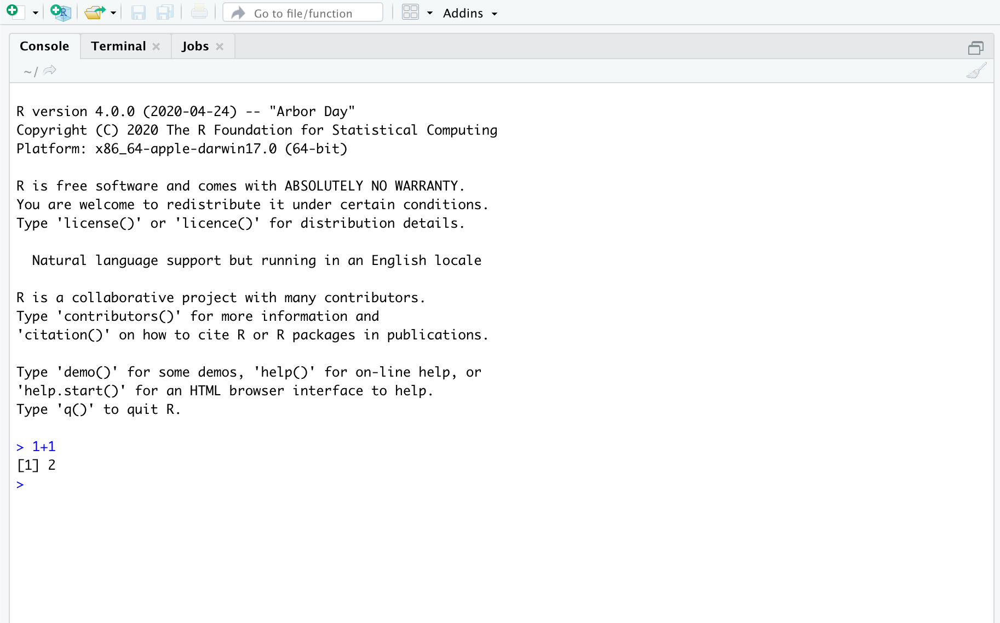 Go to file/function
Addins
Console
Terminal
Jobs
~/
R version 4.0.0 (2020-04-24) -- "Arbor Day"
Copyright (C) 2020 The R Foundation for Statistical Computing
Platform: x86_64-apple-darwin17.0 (64-bit)
R is free software and comes with ABSOLUTELY NO WARRANTY.
You are welcome to redistribute it under certain conditions.
Type 'license()' or 'licence()' for distribution details.
Natural language support but running in an English locale
R is a collaborative project with many contributors.
Type 'contributors()' for more information and
'citation()' on how to cite R or R packages in publications.
Type 'demo()' for some demos, 'help()' for on-line help, or
'help.start()' for an HTML browser interface to help.
Type 'q()' to quit R.
> 1+1
[1] 2
>